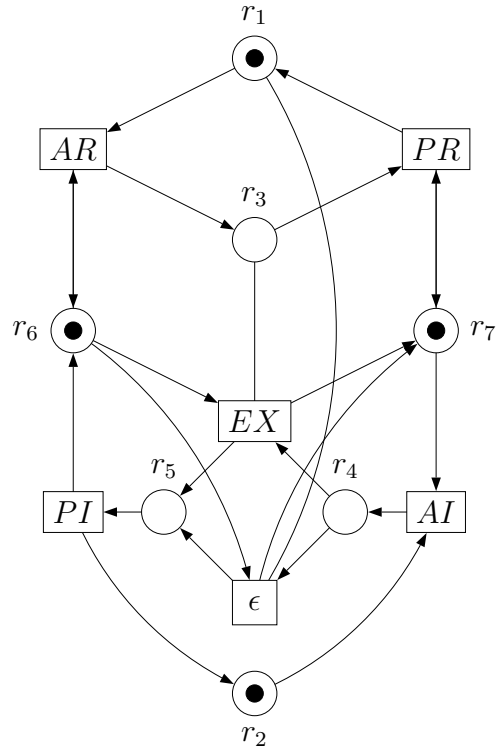 r₁
AR PR
r₃
r₆ r₇
EX
r₅ r₄
PI AI
ϵ
r₂